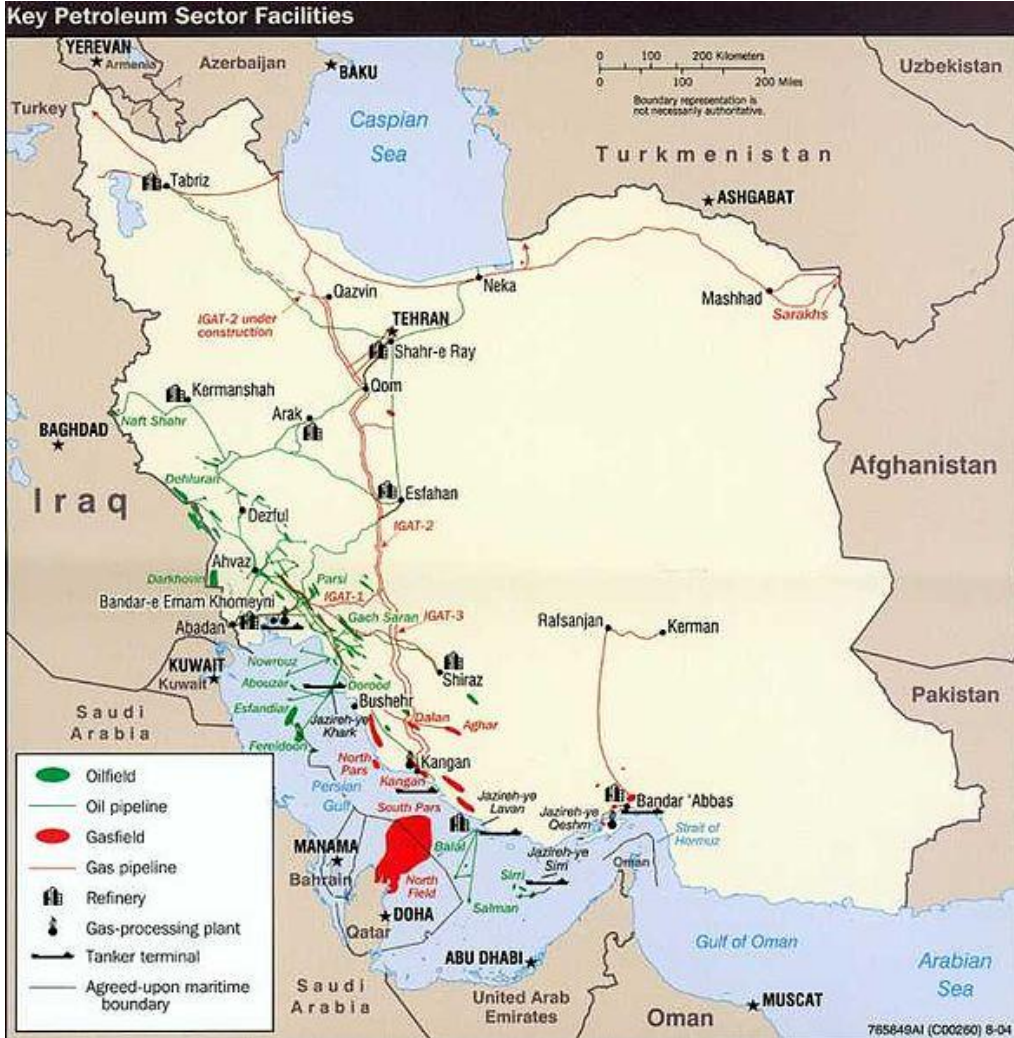 Key Petroleum Sector Facilities
YEREVAN
Armenia
Azerbaijan
BAKU
0 100 200 Kilometers
0 100 200 Miles
Boundary representation is
not necessarily authoritative.
Uzbekistan
Turkey
Caspian
Sea
Turkmenistan
Tabriz
ASHGABAT
Qazvin
Neka
Mashhad
Sarakhs
IGAT-2 under
construction
TEHRAN
Shahr-e Ray
Kermanshah
Qom
Arak
Naft Shahr
BAGHDAD
Afghanistan
Iraq
Dehluran
Esfahan
Dezful
IGAT-2
Ahvaz
Darkhovin
Parsi
IGAT-1
Bandar-e Emam Khomeyni
Gach Saran
IGAT-3
Abadan
Rafsanjan
Kerman
KUWAIT
Kuwait
Nowrouz
Shiraz
Abouzar
Dorood
Pakistan
Saudi
Arabia
Esfandiar
Bushehr
Jazireh-ye
Khark
Dalan
Aghar
Fereidoon
North
Pars
Kangan
Kangan
Persian
Gulf
South Pars
Jazireh-ye
Lavan
Jazireh-ye
Qeshm
Bandar 'Abbas
Strait of
Hormuz
MANAMA
Bahrain
Balal
Jazireh-ye
Sirri
Oman
North
Field
Sirri
Salman
DOHA
Qatar
ABU DHABI
Gulf of Oman
Arabian
Sea
Saudi
Arabia
United Arab
Emirates
Oman
MUSCAT
Oilfield
Oil pipeline
Gasfield
Gas pipeline
Refinery
Gas-processing plant
Tanker terminal
Agreed-upon maritime
boundary
765849AI (C00260) 8-04